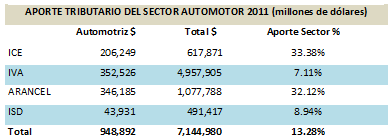 APORTE TRIBUTARIO DEL SECTOR AUTOMOTOR 2011 (millones de dólares)
Automotriz $ Total $ Aporte Sector %
ICE 206,249 617,871 33.38%
IVA 352,526 4,957,905 7.11%
ARANCEL 346,185 1,077,788 32.12%
ISD 43,931 491,417 8.94%
Total 948,892 7,144,980 13.28%